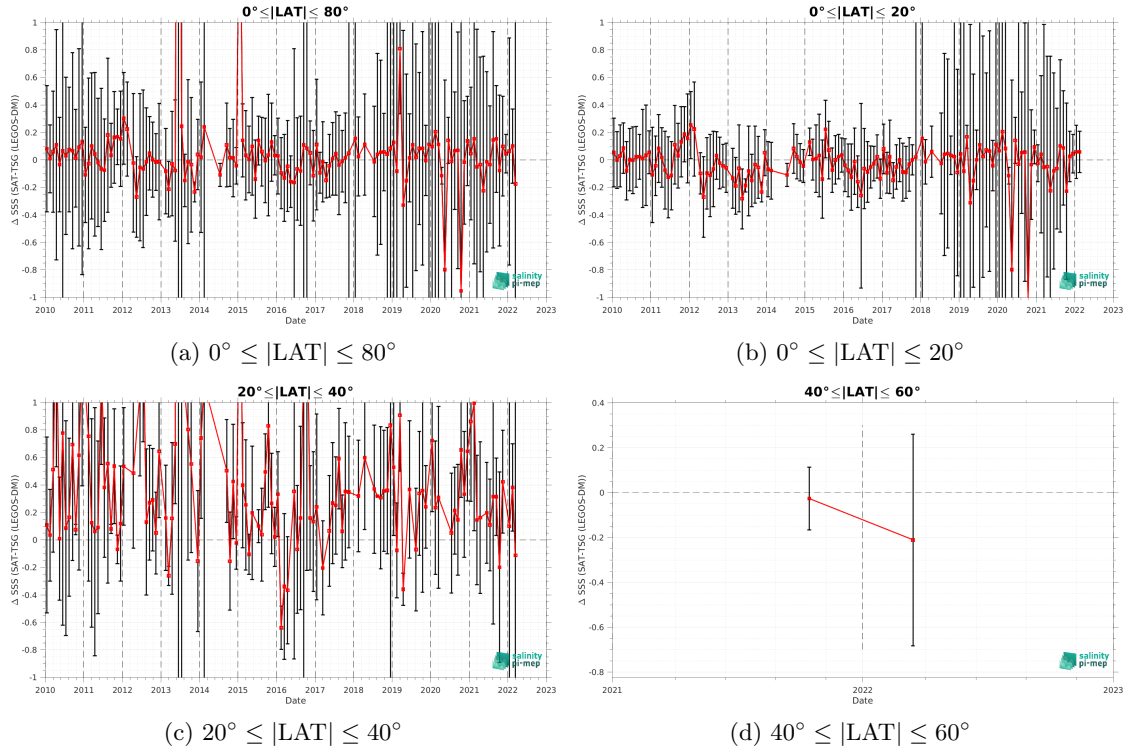 0°≤|LAT|≤ 80°
Δ SSS (SAT-TSG (LEGOS-DM))
1
0.8
0.6
0.4
0.2
0
-0.2
-0.4
-0.6
-0.8
-1
2010 2011 2012 2013 2014 2015 2016 2017 2018 2019 2020 2021 2022 2023
Date
salinity
pi-mep
(a) 0° ≤ |LAT| ≤ 80°
0°≤|LAT|≤ 20°
Δ SSS (SAT-TSG (LEGOS-DM))
1
0.8
0.6
0.4
0.2
0
-0.2
-0.4
-0.6
-0.8
-1
2010 2011 2012 2013 2014 2015 2016 2017 2018 2019 2020 2021 2022 2023
Date
salinity
pi-mep
(b) 0° ≤ |LAT| ≤ 20°
20°≤|LAT|≤ 40°
Δ SSS (SAT-TSG (LEGOS-DM))
1
0.8
0.6
0.4
0.2
0
-0.2
-0.4
-0.6
-0.8
-1
2010 2011 2012 2013 2014 2015 2016 2017 2018 2019 2020 2021 2022 2023
Date
salinity
pi-mep
(c) 20° ≤ |LAT| ≤ 40°
40°≤|LAT|≤ 60°
Δ SSS (SAT-TSG (LEGOS-DM))
0.4
0.2
0
-0.2
-0.4
-0.6
-0.8
2021 2022 2023
Date
salinity
pi-mep
(d) 40° ≤ |LAT| ≤ 60°